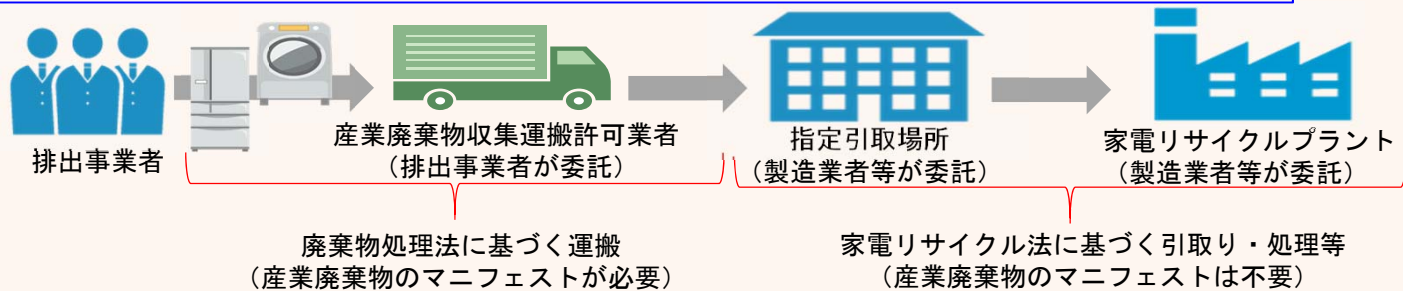 排出事業者
産業廃棄物収集運搬許可業者
（排出事業者が委託）
指定引取場所
（製造業者等が委託）
家電リサイクルプラント
（製造業者等が委託）
廃棄物処理法に基づく運搬
（産業廃棄物のマニフェストが必要）
家電リサイクル法に基づく引取り・処理等
（産業廃棄物のマニフェストは不要）